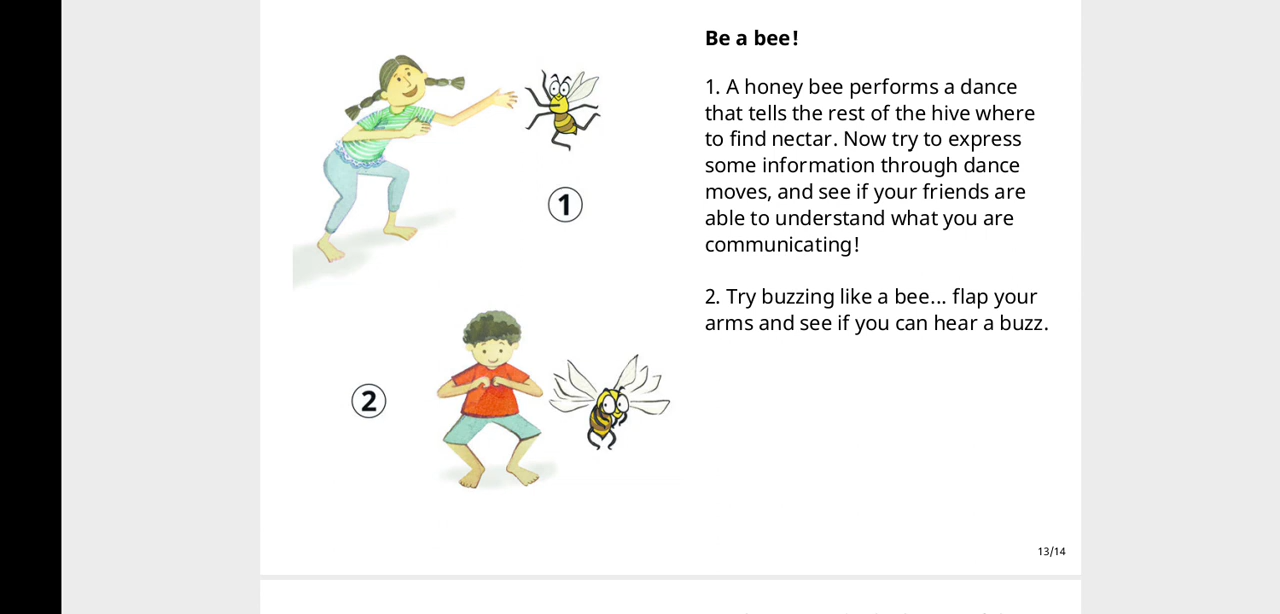 Be a bee!
1. A honey bee performs a dance
that tells the rest of the hive where
to find nectar. Now try to express
some information through dance
moves, and see if your friends are
able to understand what you are
communicating!
1
2. Try buzzing like a bee... flap your
arms and see if you can hear a buzz.
2
13/14